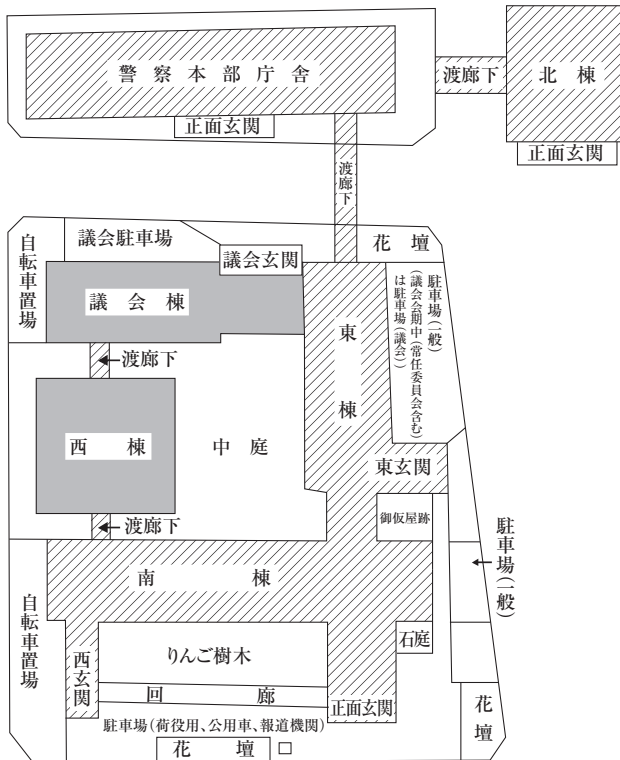 警察本部庁舎
渡廊下
北棟
正面玄関
正面玄関
渡廊下
自転車置場
議会駐車場
議会玄関
花壇
議会棟
東棟
駐車場(一般)
(議会会期中(常任委員会含む)
は駐車場(議会))
渡廊下
西棟
中庭
東玄関
御仮屋跡
渡廊下
駐車場(一般)
南棟
自転車置場
りんご樹木
石庭
西玄関
回廊
正面玄関
花壇
駐車場(荷役用、公用車、報道機関)
花壇